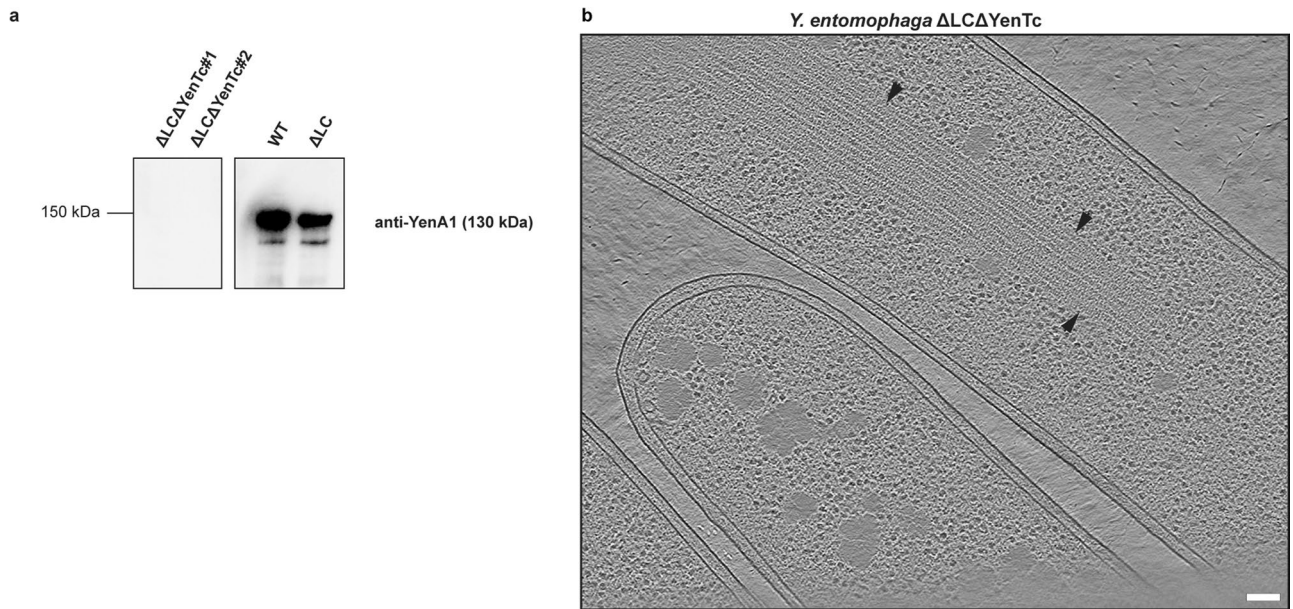 a
ΔLCΔYenTc#1
ΔLCΔYenTc#2
WT
ΔLC
150 kDa
anti-YenA1 (130 kDa)
b
Y. entomophaga ΔLCΔYenTc